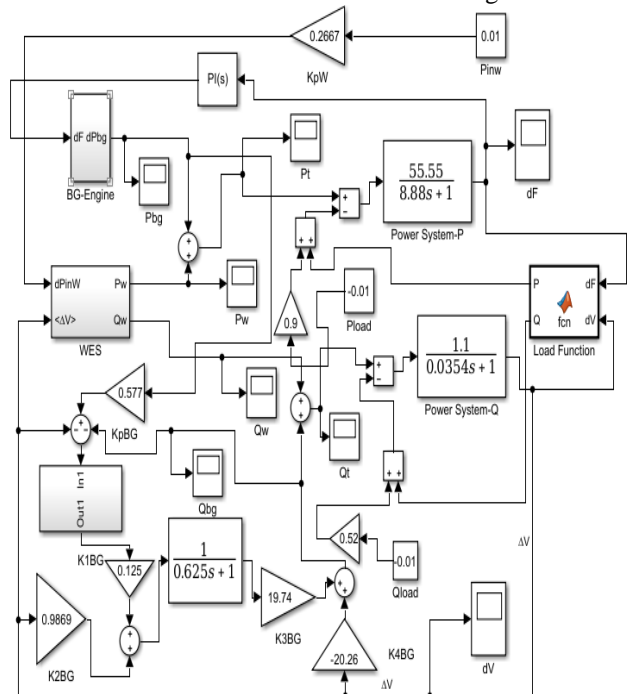 0.2667
KpW
0.01
Pinw
PI(s)
dF dPbg
BG-Engine
Pbg
Pt
55.55
8.88s + 1
Power System-P
dF
dPinW
Pw
<ΔV>
Qw
WES
Pw
0.9
-0.01
Pload
P
dF
fcn
Q
dV
Load Function
1.1
0.0354s + 1
Power System-Q
0.577
KpBG
Qw
Qt
Qbg
In1
Out1
K1BG
0.125
1
0.625s + 1
0.52
-0.01
Qload
ΔV
0.9869
K2BG
19.74
K3BG
-20.26
K4BG
ΔV
dV